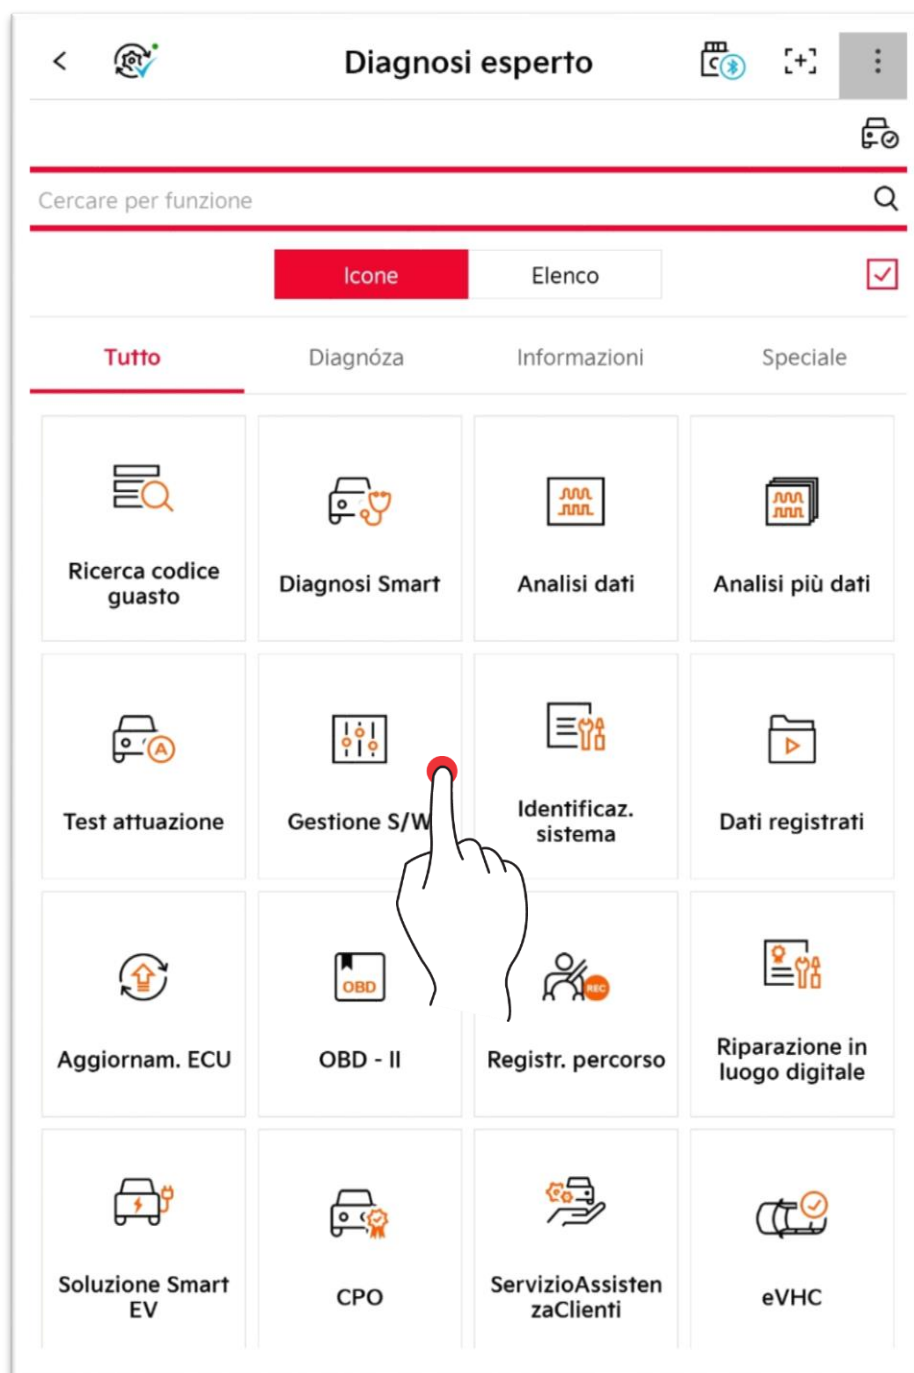 Diagnosi esperto
Cercare per funzione
Icone
Elenco
Tutto
Diagnóza
Informazioni
Speciale
Ricerca codice
guasto
Diagnosi Smart
Analisi dati
Analisi più dati
Test attuazione
Gestione S/W
Identificaz.
sistema
Dati registrati
Aggiornam. ECU
OBD
OBD - II
REC
Registr. percorso
Riparazione in
luogo digitale
Soluzione Smart
EV
CPO
ServizioAssisten
zaClienti
eVHC